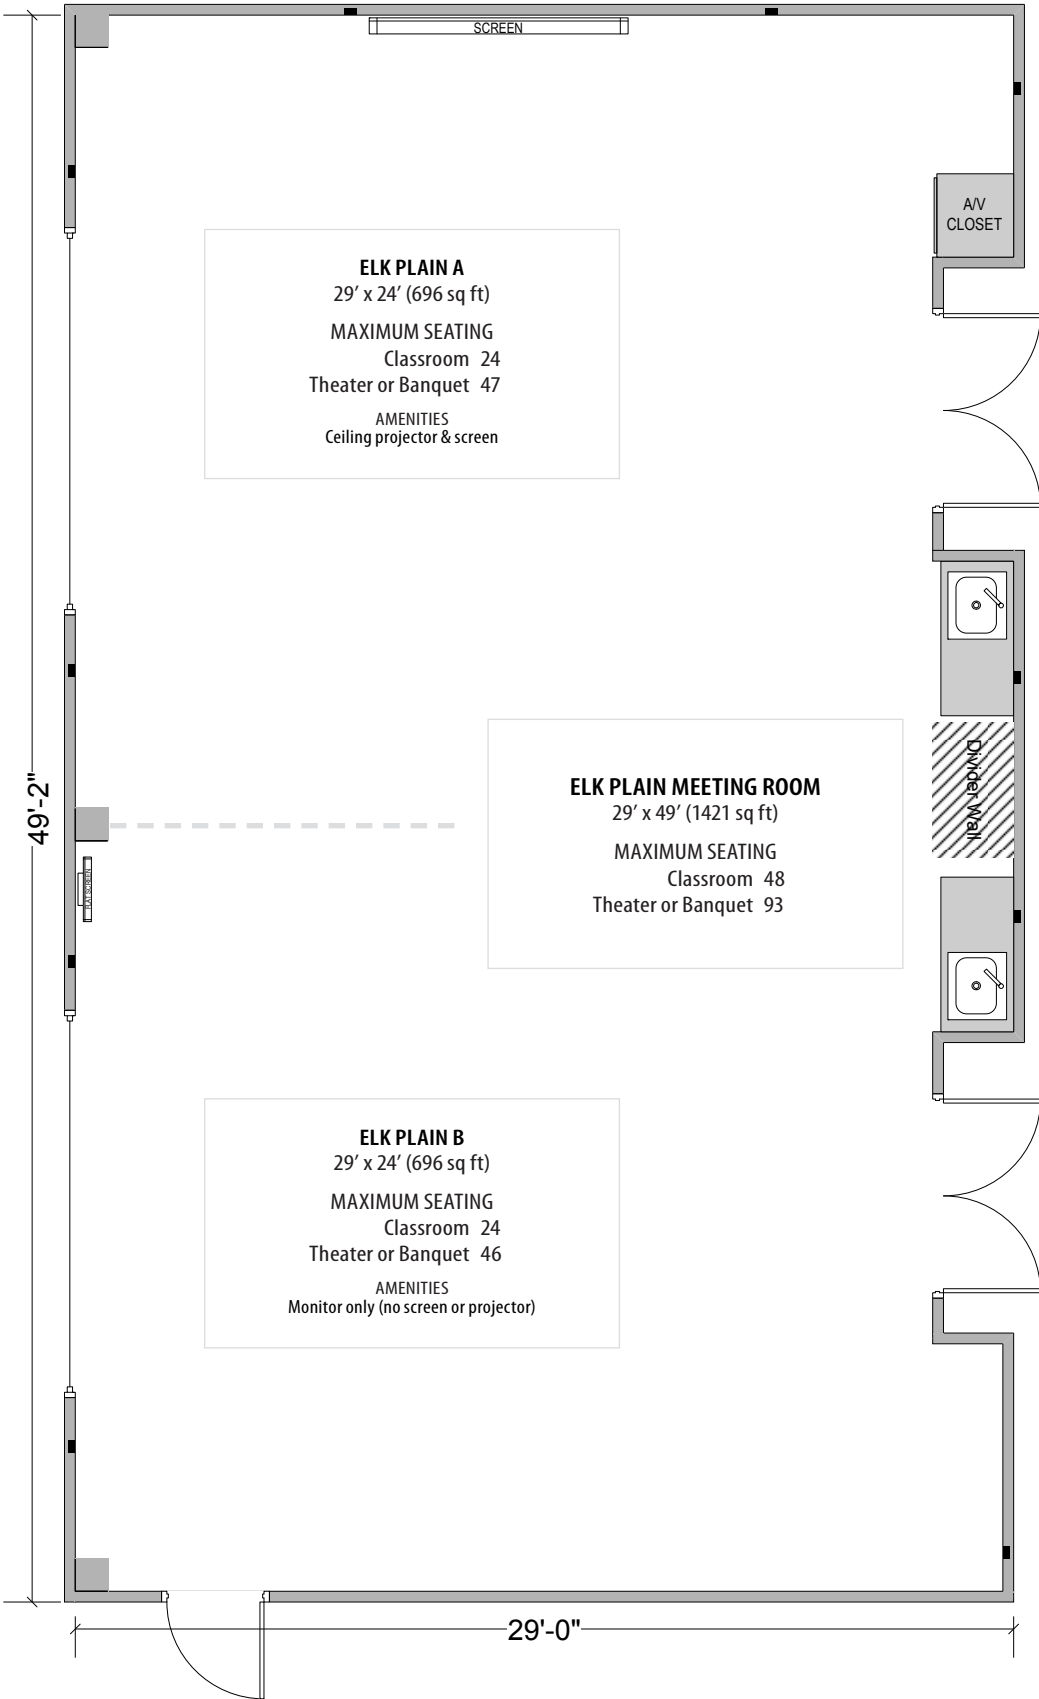 SCREEN
A/V
CLOSET
ELK PLAIN A
29’ x 24’ (696 sq ft)
MAXIMUM SEATING
Classroom 24
Theater or Banquet 47
AMENITIES
Ceiling projector & screen
49'-2"
Divider Wall
ELK PLAIN MEETING ROOM
29’ x 49’ (1421 sq ft)
MAXIMUM SEATING
Classroom 48
Theater or Banquet 93
FLAT SCREEN
ELK PLAIN B
29’ x 24’ (696 sq ft)
MAXIMUM SEATING
Classroom 24
Theater or Banquet 46
AMENITIES
Monitor only (no screen or projector)
29'-0"